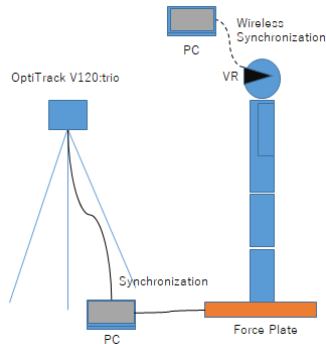 Wireless
Synchronization
PC
VR
OptiTrack V120:trio
Synchronization
PC
Force Plate